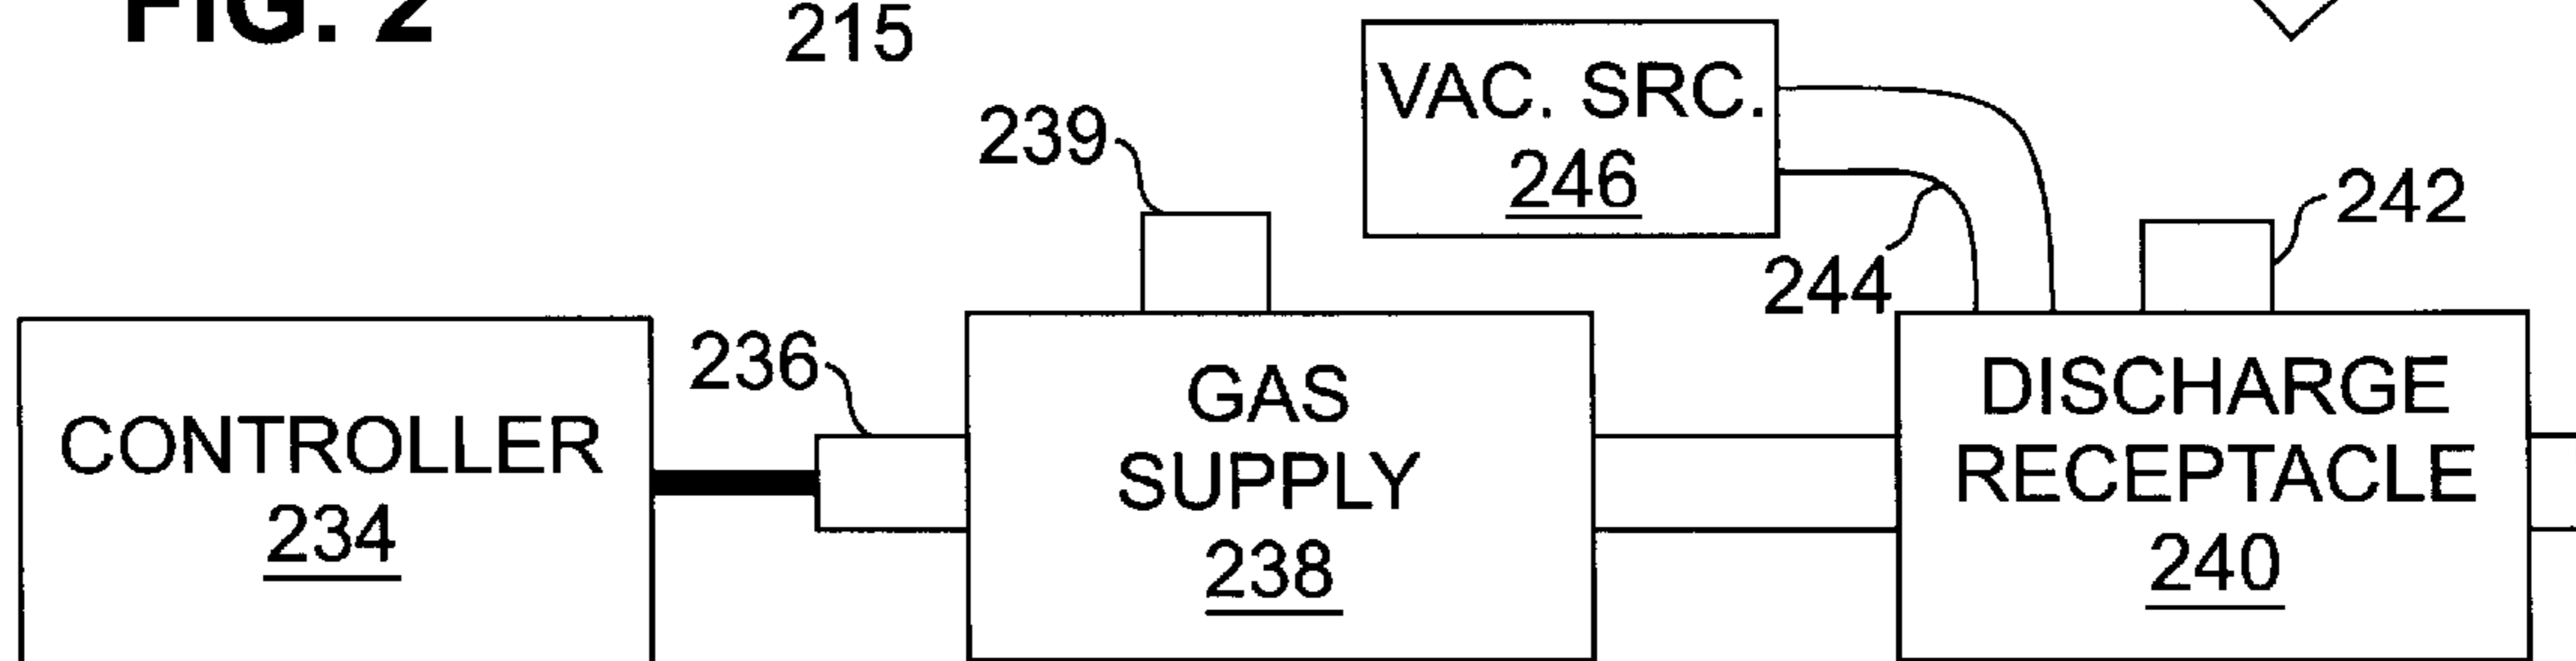 FIG. 2
215
VAC. SRC.
246
239
242
244
236
CONTROLLER
234
GAS
SUPPLY
238
DISCHARGE
RECEPTACLE
240